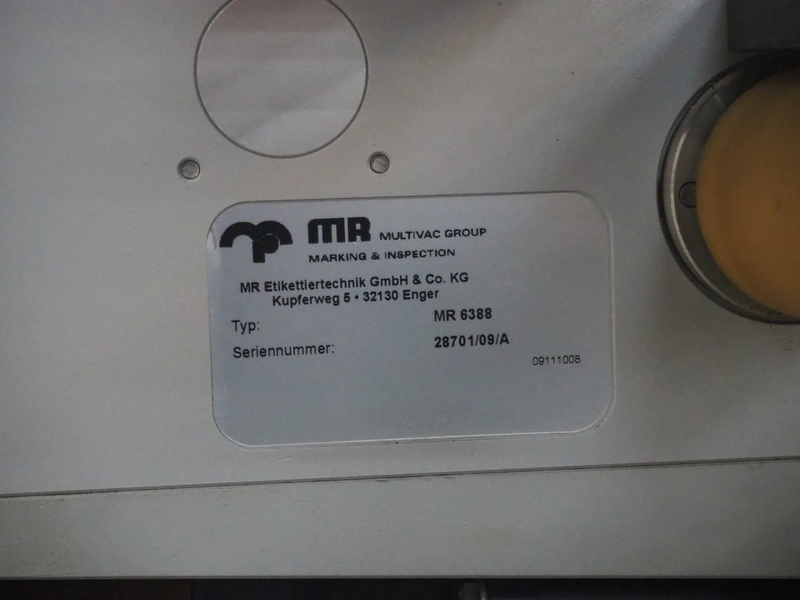 MR MULTIVAC GROUP
MARKING & INSPECTION
MR Etikettiertechnik GmbH & Co. KG
Kupferweg 5 • 32130 Enger
Typ: MR 6388
Seriennummer: 28701/09/A
09111008